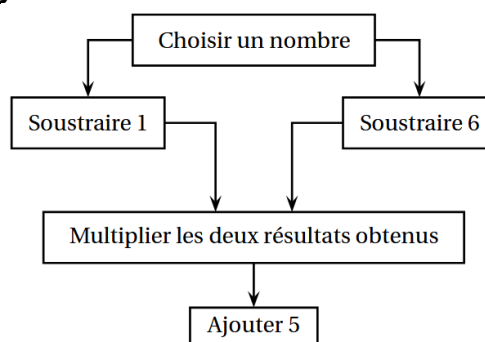 Choisir un nombre
Soustraire 1
Soustraire 6
Multiplier les deux résultats obtenus
Ajouter 5